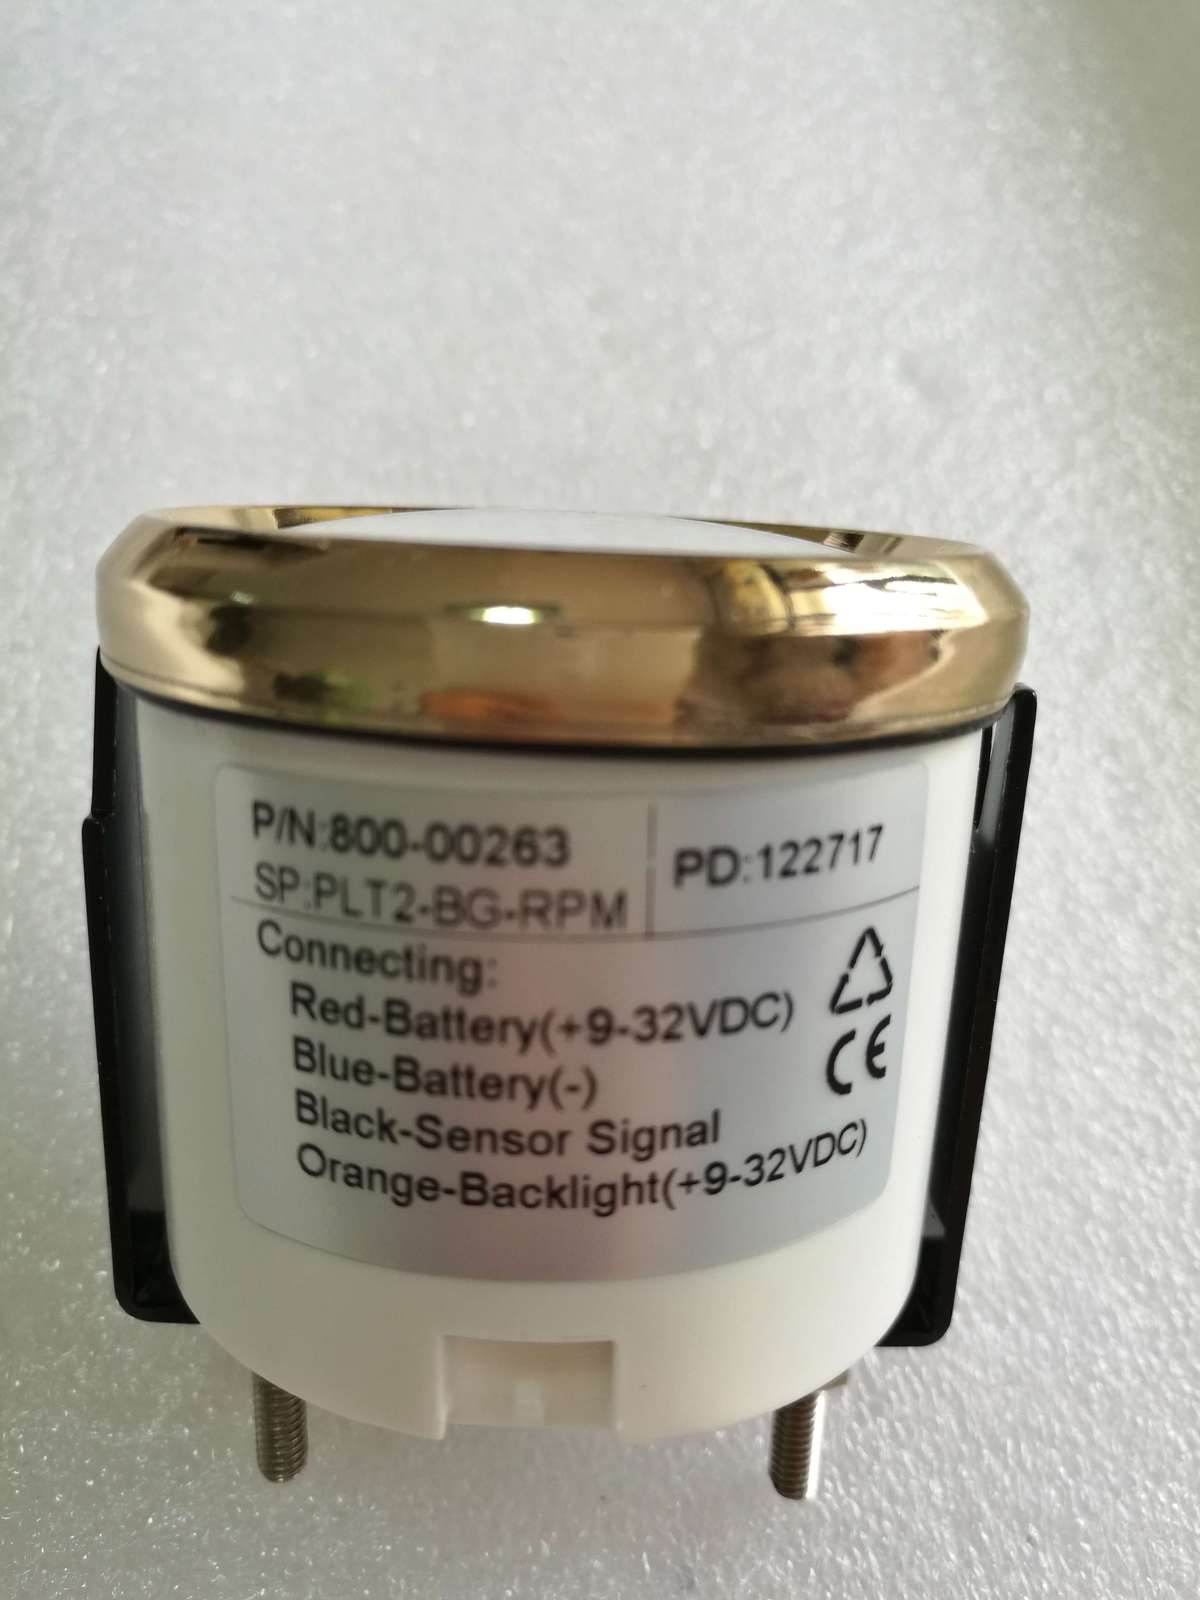 P/N:800-00263
SP:PLT2-BG-RPM
PD:122717
Connecting:
Red-Battery(+9-32VDC)
Blue-Battery(-)
Black-Sensor Signal
Orange-Backlight(+9-32VDC)
CE